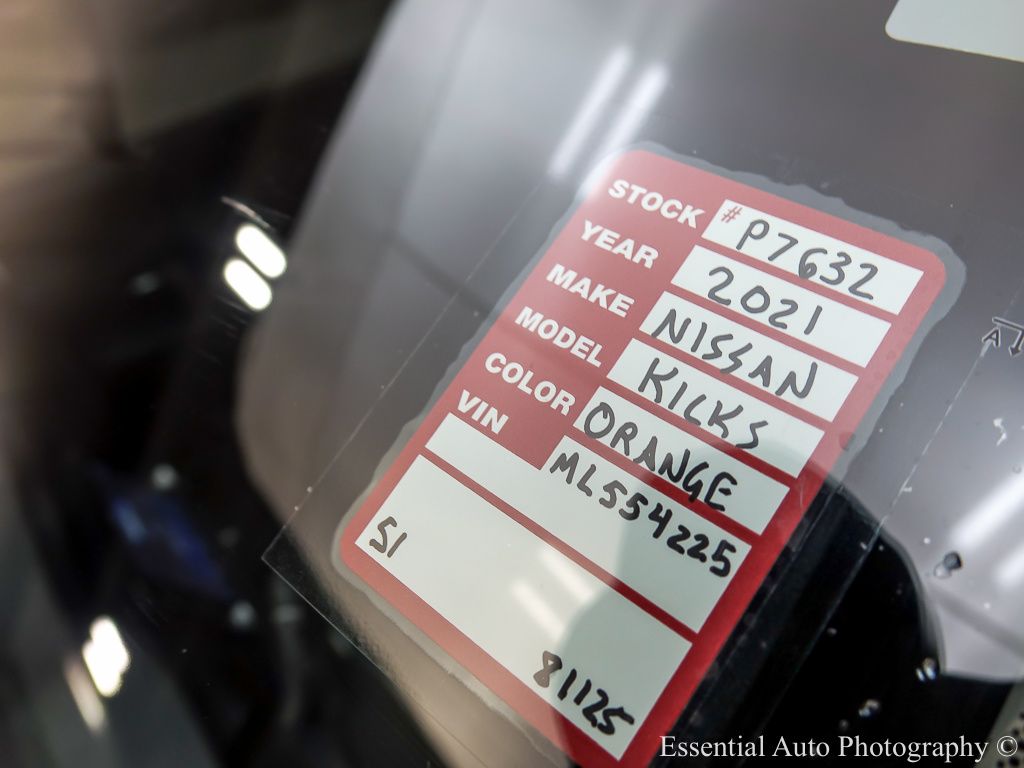 STOCK # P7632
YEAR 2021
MAKE NISSAN
MODEL KICKS
COLOR ORANGE
VIN ML554225
51
81125
Essential Auto Photography ©